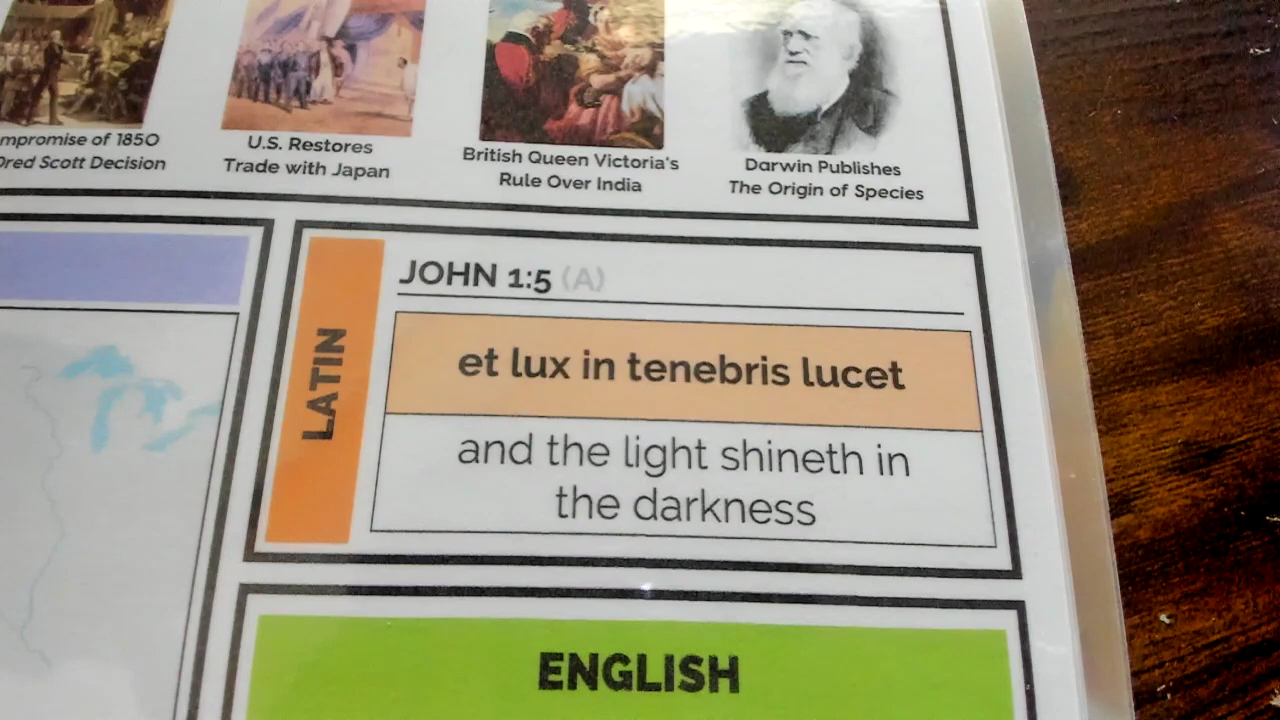 mpromise of 1850
Dred Scott Decision
U.S. Restores
Trade with Japan
British Queen Victoria's
Rule Over India
Darwin Publishes
The Origin of Species
LATIN
JOHN 1:5 (A)
et lux in tenebris lucet
and the light shineth in
the darkness
ENGLISH